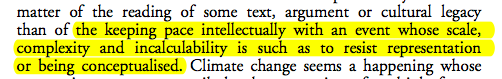 matter of the reading of some text, argument or cultural legacy
than of the keeping pace intellectually with an event whose scale,
complexity and incalculability is such as to resist representation
or being conceptualised. Climate change seems a happening whose